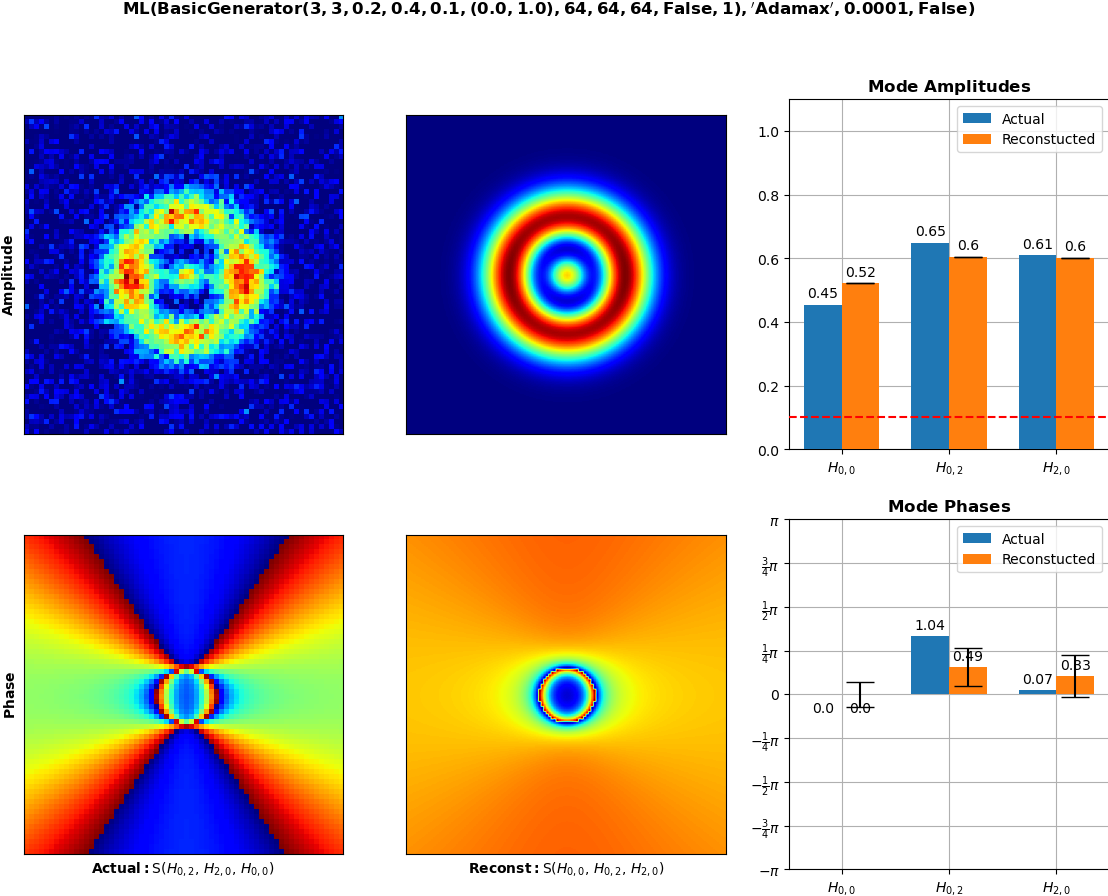 ML(BasicGenerator(3, 3, 0.2, 0.4, 0.1, (0.0, 1.0), 64, 64, 64, False, 1), ′Adamax′, 0.0001, False)
Mode Amplitudes
Actual
Reconstucted
1.0
0.8
0.6
0.4
0.2
0.0
0.45
0.52
0.65
0.6
0.61
0.6
H0,0
H0,2
H2,0
Amplitude
Mode Phases
Actual
Reconstucted
π
3/4π
1/2π
1/4π
0
−1/4π
−1/2π
−3/4π
−π
0.0
0.0
1.04
0.49
0.07
0.33
H0,0
H0,2
H2,0
Phase
Actual: S(H0,2, H2,0, H0,0)
Reconst: S(H0,0, H0,2, H2,0)